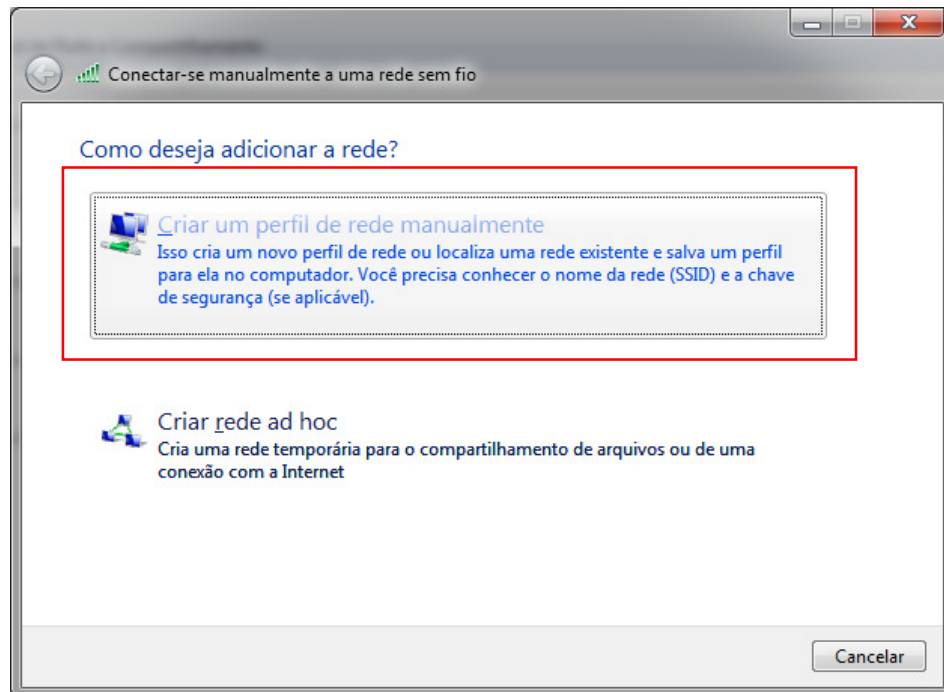 Conectar-se manualmente a uma rede sem fio
Como deseja adicionar a rede?
Criar um perfil de rede manualmente
Isso cria um novo perfil de rede ou localiza uma rede existente e salva um perfil
para ela no computador. Você precisa conhecer o nome da rede (SSID) e a chave
de segurança (se aplicável).
Criar rede ad hoc
Cria uma rede temporária para o compartilhamento de arquivos ou de uma
conexão com a Internet
Cancelar